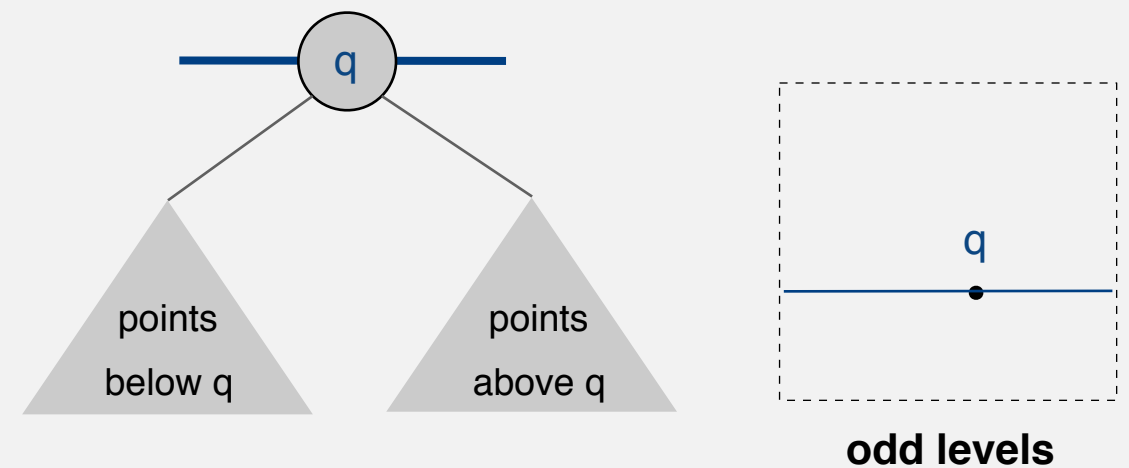 q
points
below q
points
above q
q
odd levels